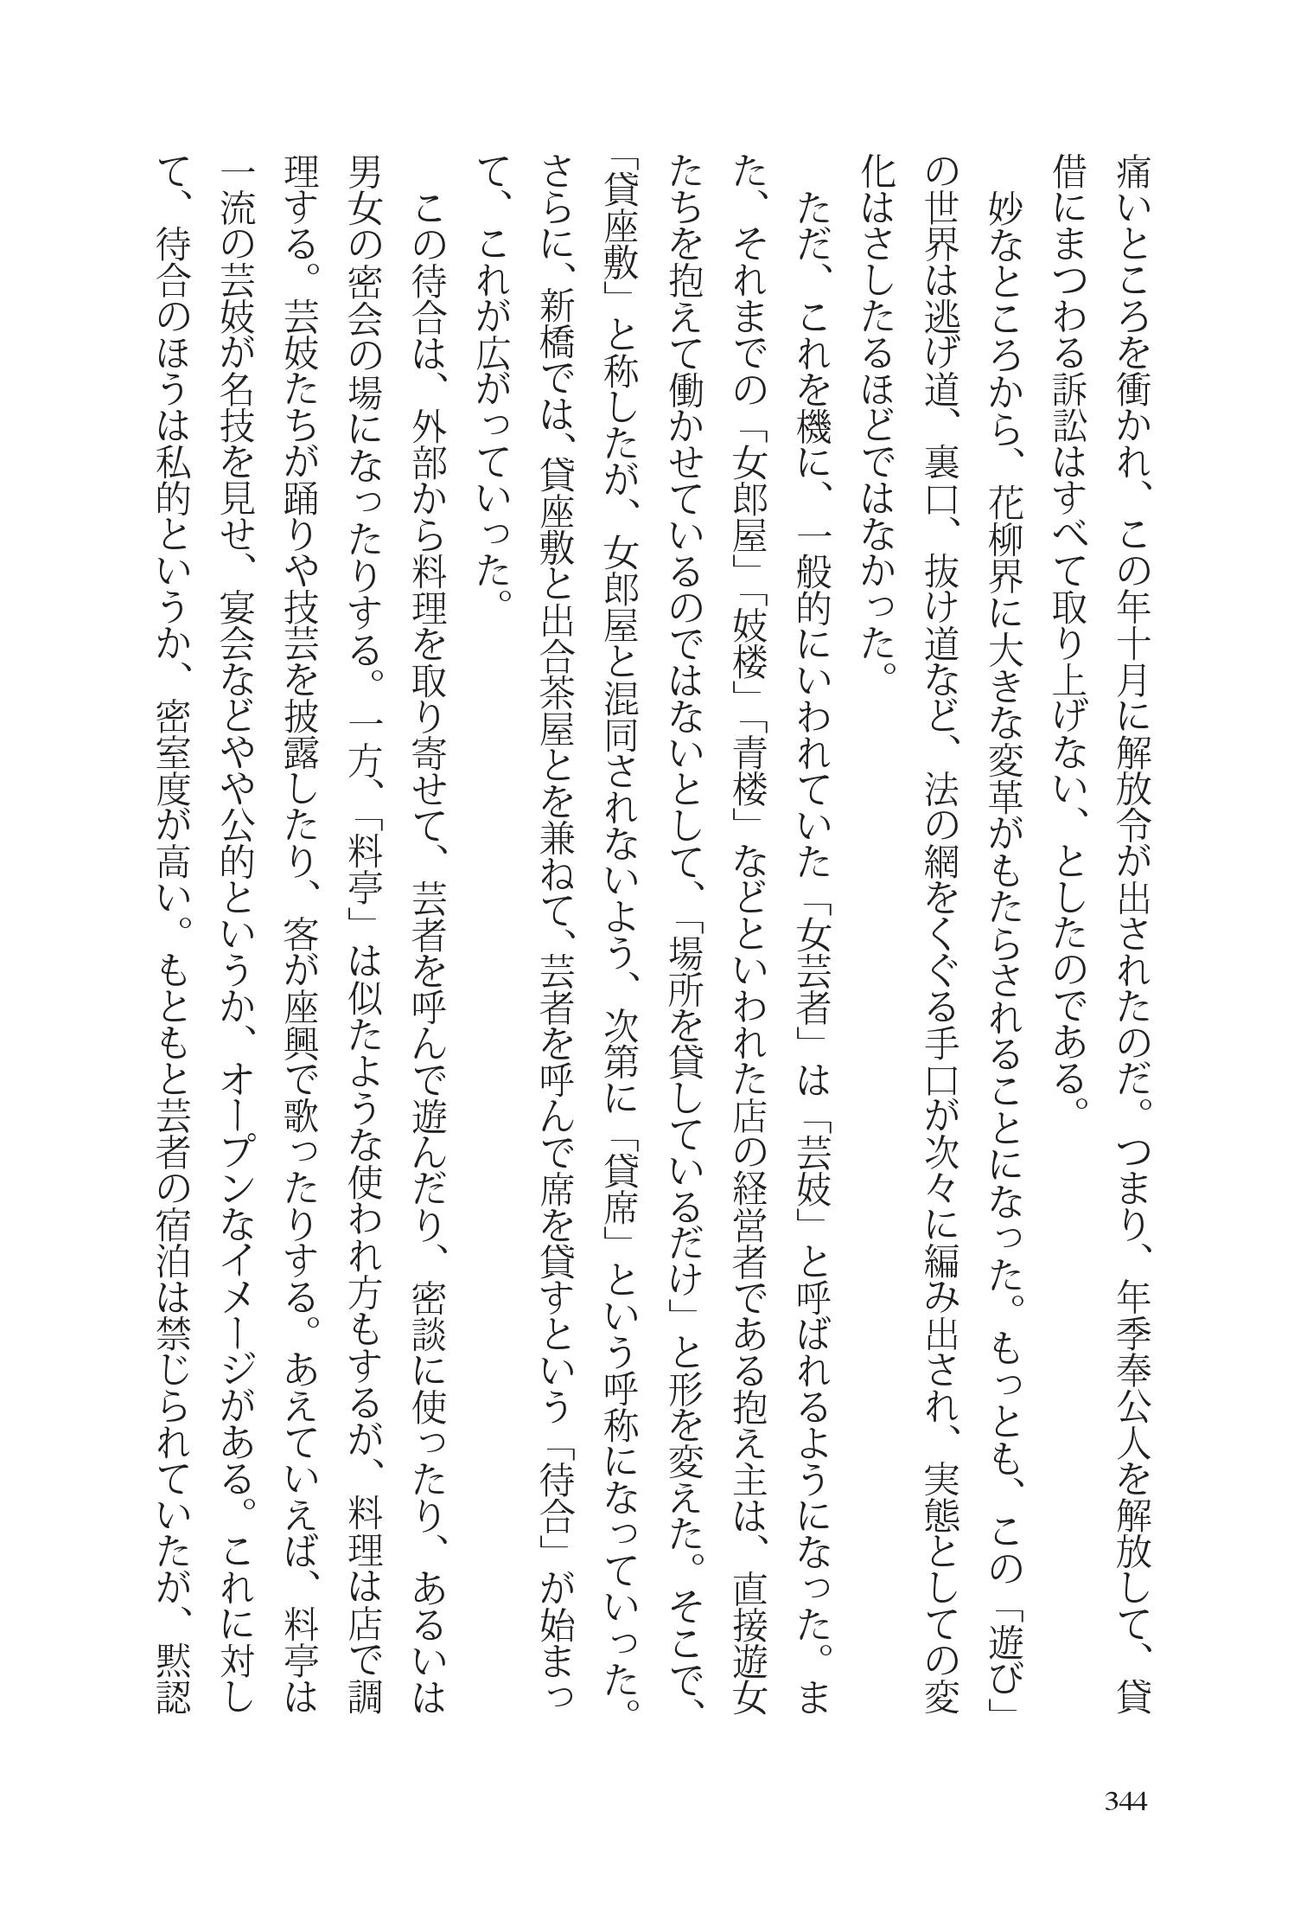 痛いところを衝かれ、この年十月に解放令が出されたのだ。つまり、年季奉公人を解放して、貸
借にまつわる訴訟はすべて取り上げない、としたのである。
妙なところから、花柳界に大きな変革がもたらされることになった。もっとも、この「遊び」
の世界は逃げ道、裏口、抜け道など、法の網をくぐる手口が次々に編み出され、実態としての変
化はさしたるほどではなかった。
ただ、これを機に、一般的にいわれていた「女芸者」は「芸妓」と呼ばれるようになった。ま
た、それまでの「女郎屋」「妓楼」「青楼」などといわれた店の経営者である抱え主は、直接遊女
たちを抱えて働かせているのではないとして、「場所を貸しているだけ」と形を変えた。そこで、
「貸座敷」と称したが、女郎屋と混同されないよう、次第に「貸席」という呼称になっていった。
さらに、新橋では、貸座敷と出合茶屋とを兼ねて、芸者を呼んで席を貸すという「待合」が始まっ
て、これが広がっていった。
この待合は、外部から料理を取り寄せて、芸者を呼んで遊んだり、密談に使ったり、あるいは
男女の密会の場になったりする。一方、「料亭」は似たような使われ方もするが、料理は店で調
理する。芸妓たちが踊りや技芸を披露したり、客が座興で歌ったりする。あえていえば、料亭は
一流の芸妓が名技を見せ、宴会などやや公的というか、オープンなイメージがある。これに対し
て、待合のほうは私的というか、密室度が高い。もともと芸者の宿泊は禁じられていたが、黙認
344